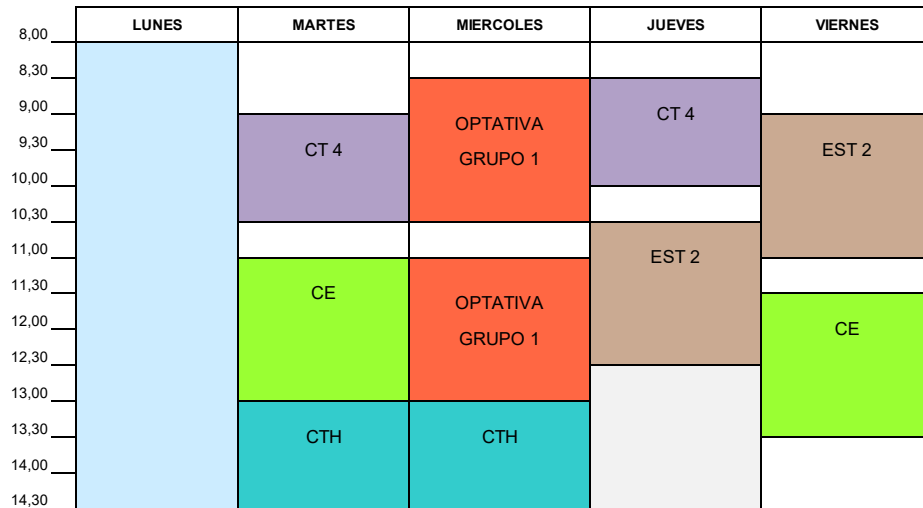 LUNES MARTES MIERCOLES JUEVES VIERNES
8,00
8,30
9,00
CT 4
OPTATIVA
9,30
CT 4
GRUPO 1
EST 2
10,00
10,30
11,00
EST 2
11,30
CE
OPTATIVA
12,00
GRUPO 1
CE
12,30
13,00
13,30
CTH CTH
14,00
14,30